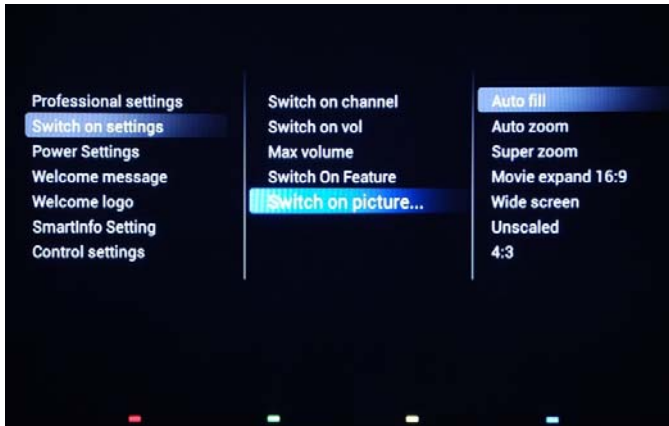 Professional settings
Switch on settings
Power Settings
Welcome message
Welcome logo
SmartInfo Setting
Control settings
Switch on channel
Switch on vol
Max volume
Switch On Feature
Switch on picture...
Auto fill
Auto zoom
Super zoom
Movie expand 16:9
Wide screen
Unscaled
4:3